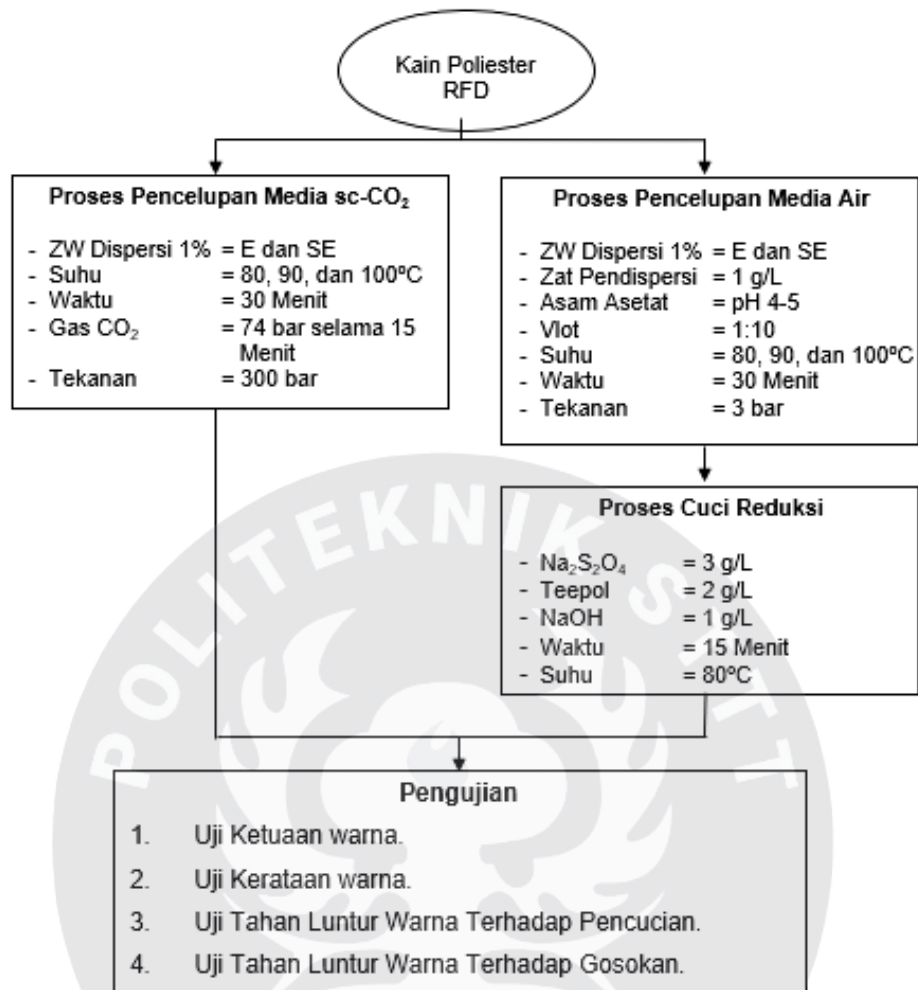 Kain Poliester
RFD
Proses Pencelupan Media sc-CO₂
- ZW Dispersi 1% = E dan SE
- Suhu = 80, 90, dan 100ºC
- Waktu = 30 Menit
- Gas CO₂ = 74 bar selama 15
Menit
- Tekanan = 300 bar
Proses Pencelupan Media Air
- ZW Dispersi 1% = E dan SE
- Zat Pendispersi = 1 g/L
- Asam Asetat = pH 4-5
- Vlot = 1:10
- Suhu = 80, 90, dan 100ºC
- Waktu = 30 Menit
- Tekanan = 3 bar
Proses Cuci Reduksi
- Na₂S₂O₄ = 3 g/L
- Teepol = 2 g/L
- NaOH = 1 g/L
- Waktu = 15 Menit
- Suhu = 80ºC
POLITEKNIK STTT
Pengujian
1. Uji Ketuaan warna.
2. Uji Kerataan warna.
3. Uji Tahan Luntur Warna Terhadap Pencucian.
4. Uji Tahan Luntur Warna Terhadap Gosokan.